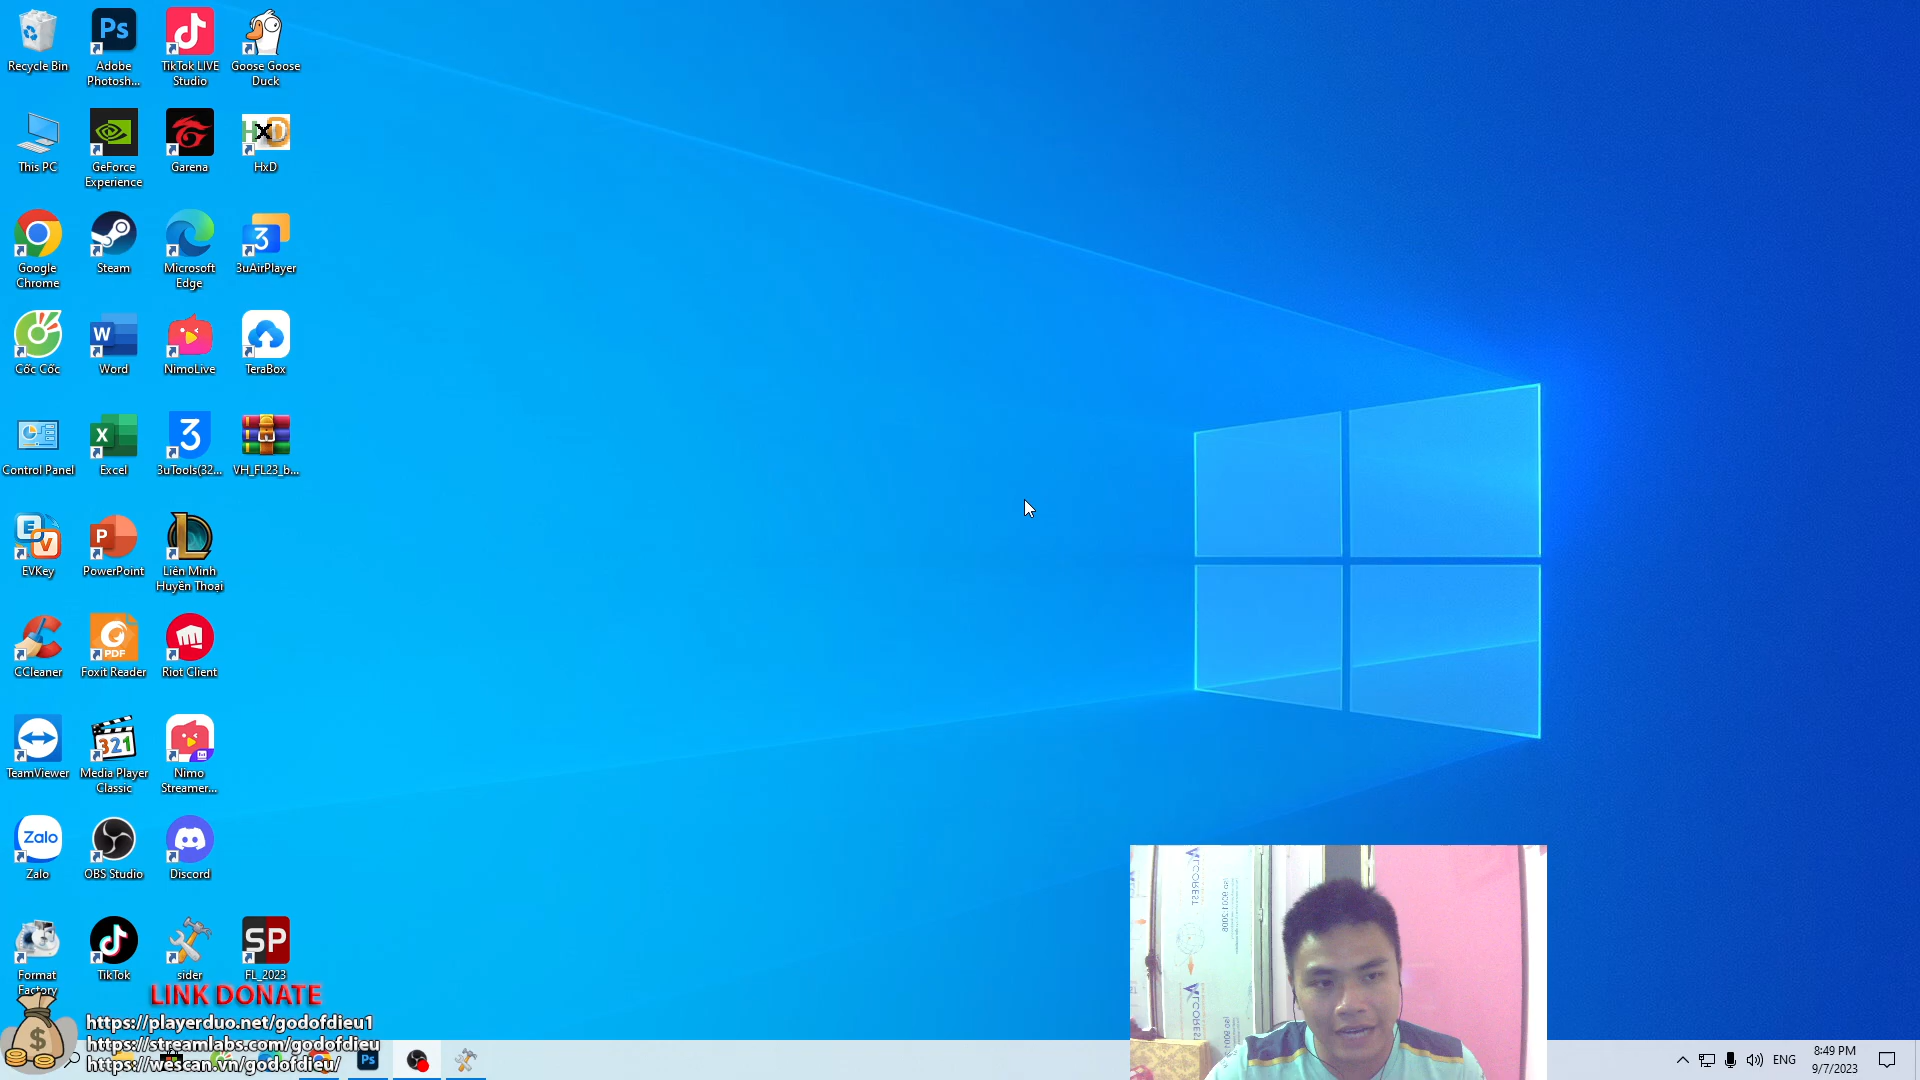 Recycle Bin
Adobe
Photosh...
TikTok LIVE
Studio
Goose Goose
Duck
This PC
GeForce
Experience
Garena
HxD
Google
Chrome
Steam
Microsoft
Edge
3uAirPlayer
Cốc Cốc
Word
NimoLive
TeraBox
Control Panel
Excel
3uTools(32...
VH_FL23_b...
EVKey
PowerPoint
Liên Minh
Huyền Thoại
CCleaner
Foxit Reader
Riot Client
TeamViewer
Media Player
Classic
Nimo
Streamer...
Zalo
OBS Studio
Discord
Format
Factory
TikTok
sider
FL_2023
LINK DONATE
https://playerduo.net/godofdieu1
https://streamlabs.com/godofdieu
https://wescan.vn/godofdieu/
ENG
8:49 PM
9/7/2023